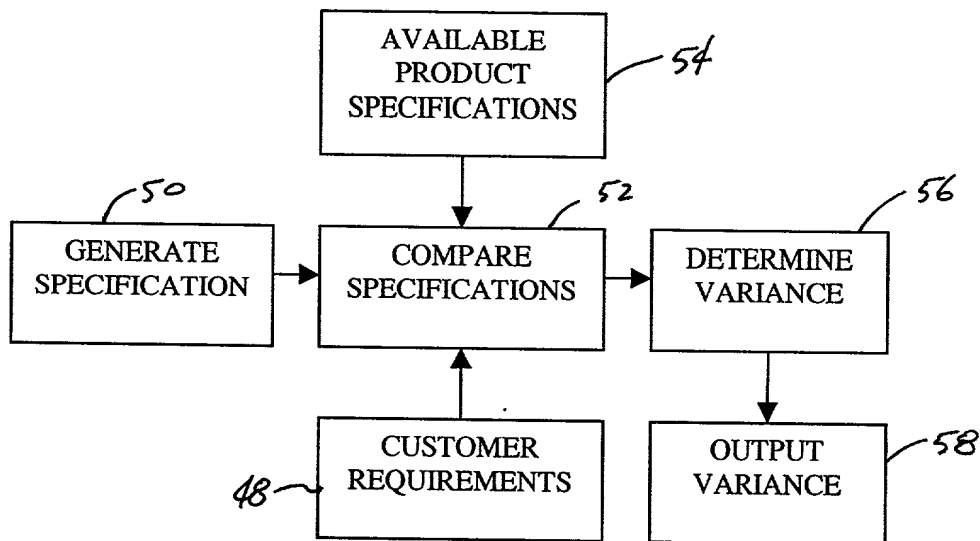 AVAILABLE
PRODUCT
SPECIFICATIONS
54
50
GENERATE
SPECIFICATION
52
COMPARE
SPECIFICATIONS
56
DETERMINE
VARIANCE
48
CUSTOMER
REQUIREMENTS
OUTPUT
VARIANCE
58